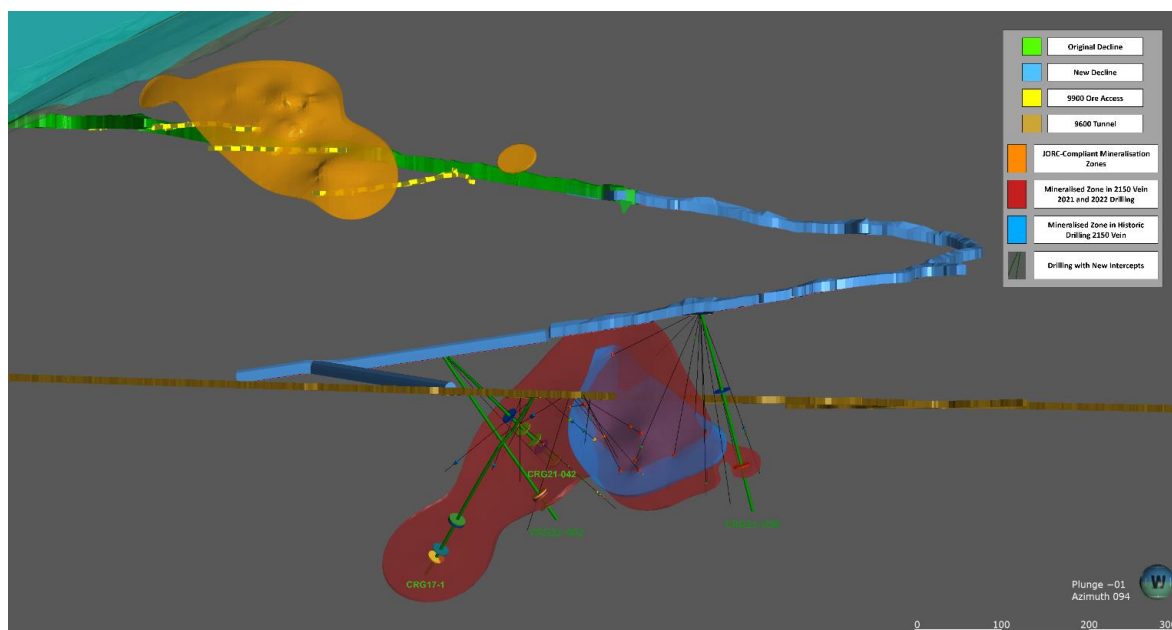 Original Decline
New Decline
9900 Ore Access
9600 Tunnel
JORC-Compliant Mineralisation
Zones
Mineralised Zone in 2150 Vein
2021 and 2022 Drilling
Mineralised Zone in Historic
Drilling 2150 Vein
Drilling with New Intercepts
CRG21-042
CRG17-1
W
Plunge −01
Azimuth 094
0 100 200